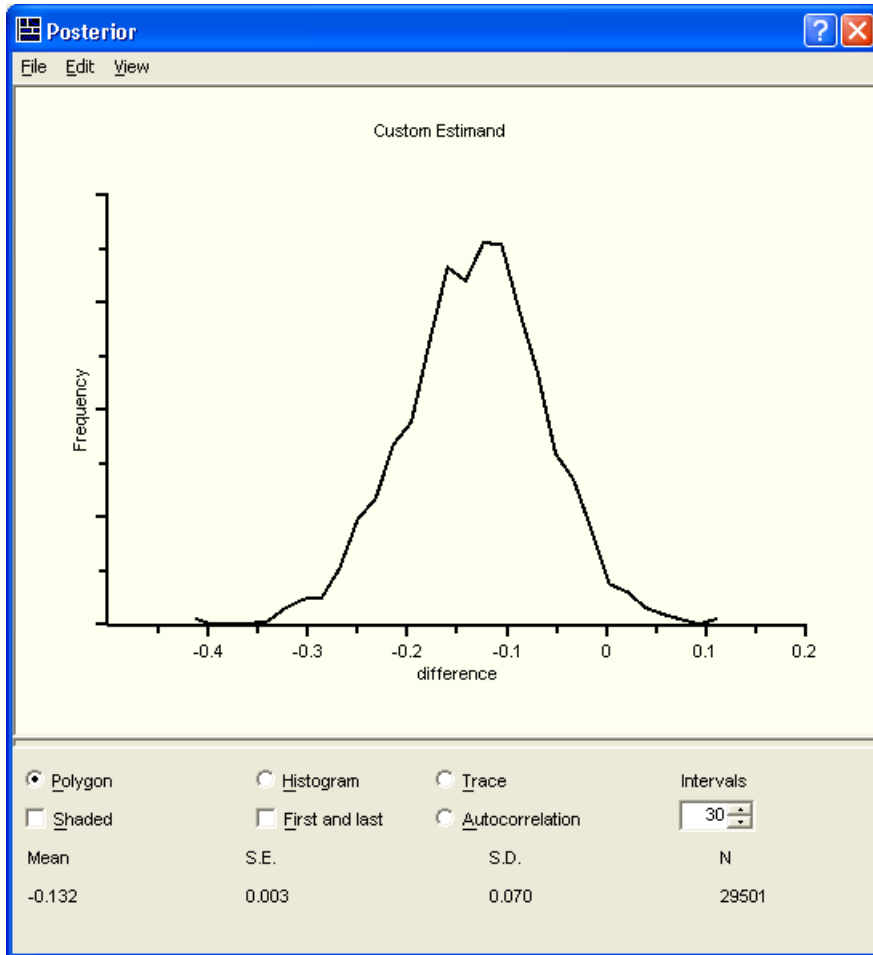 Posterior
File Edit View
Custom Estimand
Frequency
-0.4 -0.3 -0.2 -0.1 0 0.1 0.2
difference
Polygon Histogram Trace Intervals
Shaded First and last Autocorrelation 30
Mean S.E. S.D. N
-0.132 0.003 0.070 29501